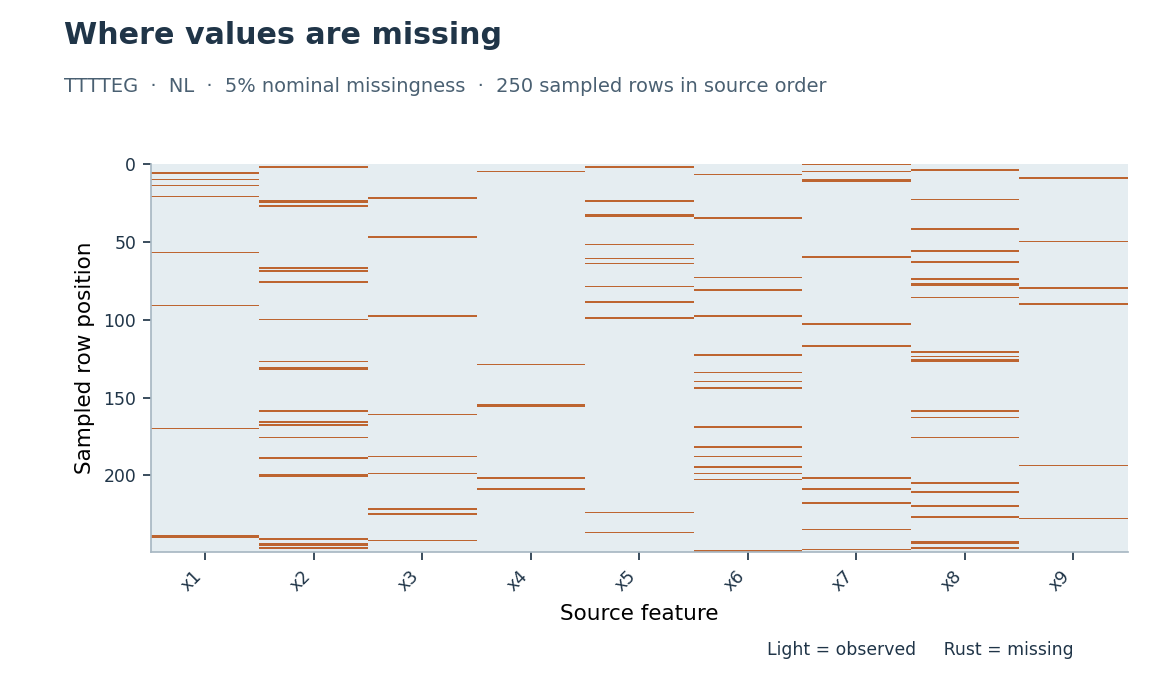 Where values are missing
TTTTEG · NL · 5% nominal missingness · 250 sampled rows in source order
0
50
100
150
200
Sampled row position
x1 x2 x3 x4 x5 x6 x7 x8 x9
Source feature
Light = observed Rust = missing